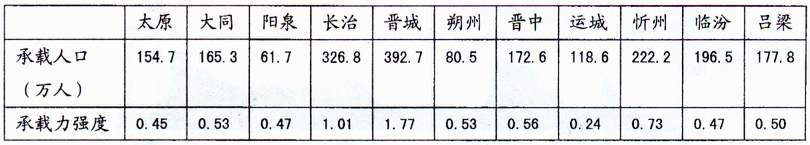 太原 大同 阳泉 长治 晋城 朔州 晋中 运城 忻州 临汾 吕梁
承载人口（万人） 154.7 165.3 61.7 326.8 392.7 80.5 172.6 118.6 222.2 196.5 177.8
承载力强度 0.45 0.53 0.47 1.01 1.77 0.53 0.56 0.24 0.73 0.47 0.50